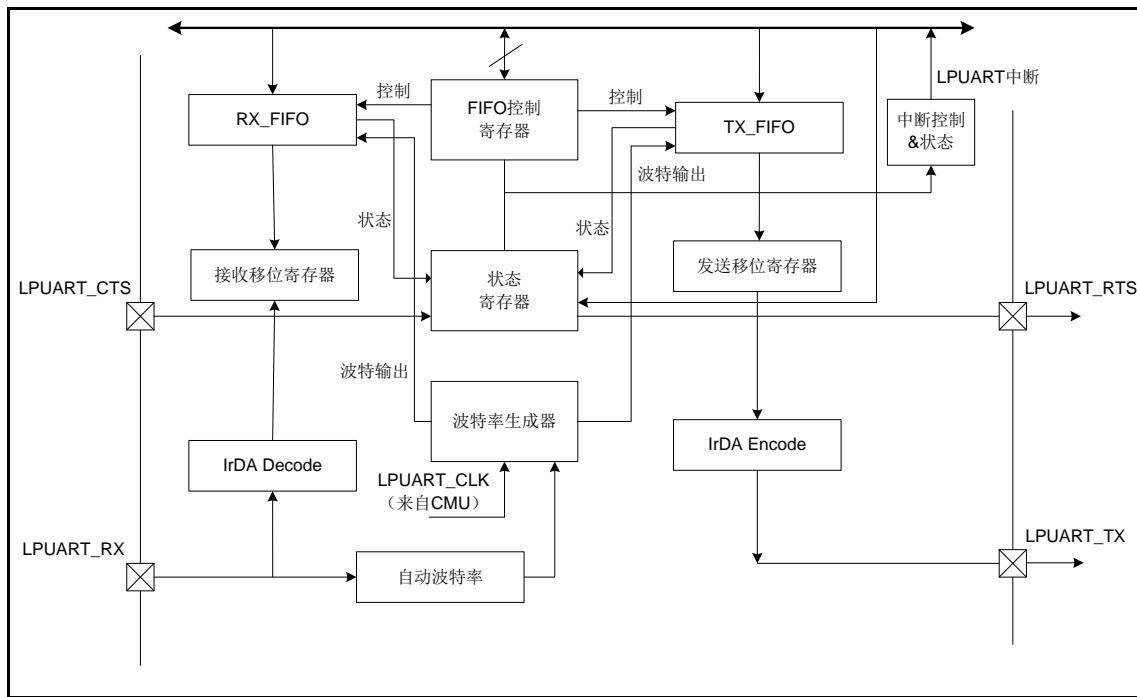 LPUART中断
控制
FIFO控制
寄存器
控制
RX_FIFO
TX_FIFO
中断控制
&状态
波特输出
状态
状态
接收移位寄存器
状态
寄存器
发送移位寄存器
LPUART_CTS
LPUART_RTS
波特输出
波特率生成器
IrDA Decode
IrDA Encode
LPUART_CLK
（来自CMU）
LPUART_RX
自动波特率
LPUART_TX